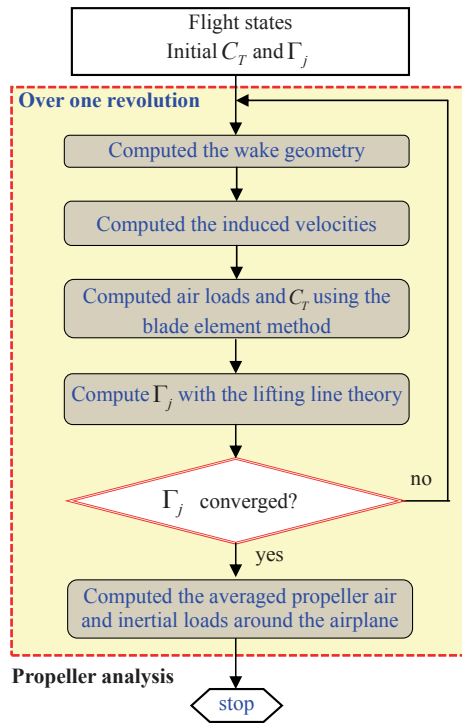 Flight states
Initial C_T and Γ_j
Over one revolution
Computed the wake geometry
Computed the induced velocities
Computed air loads and C_T using the
blade element method
Compute Γ_j with the lifting line theory
Γ_j converged?
no
yes
Computed the averaged propeller air
and inertial loads around the airplane
Propeller analysis
stop